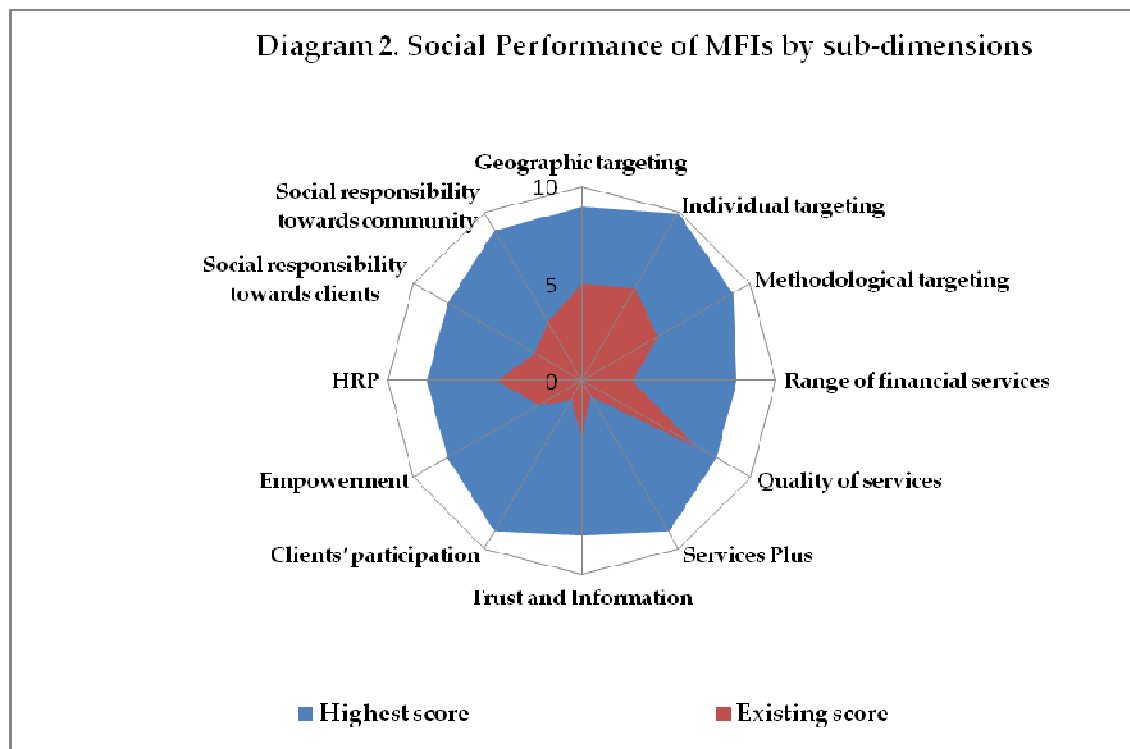 Diagram 2. Social Performance of MFIs by sub-dimensions
Geographic targeting
10
Social responsibility
towards community
Individual targeting
Social responsibility
towards clients
Methodological targeting
5
HRP
0
Range of financial services
Empowerment
Quality of services
Clients' participation
Services Plus
Trust and Information
Highest score
Existing score